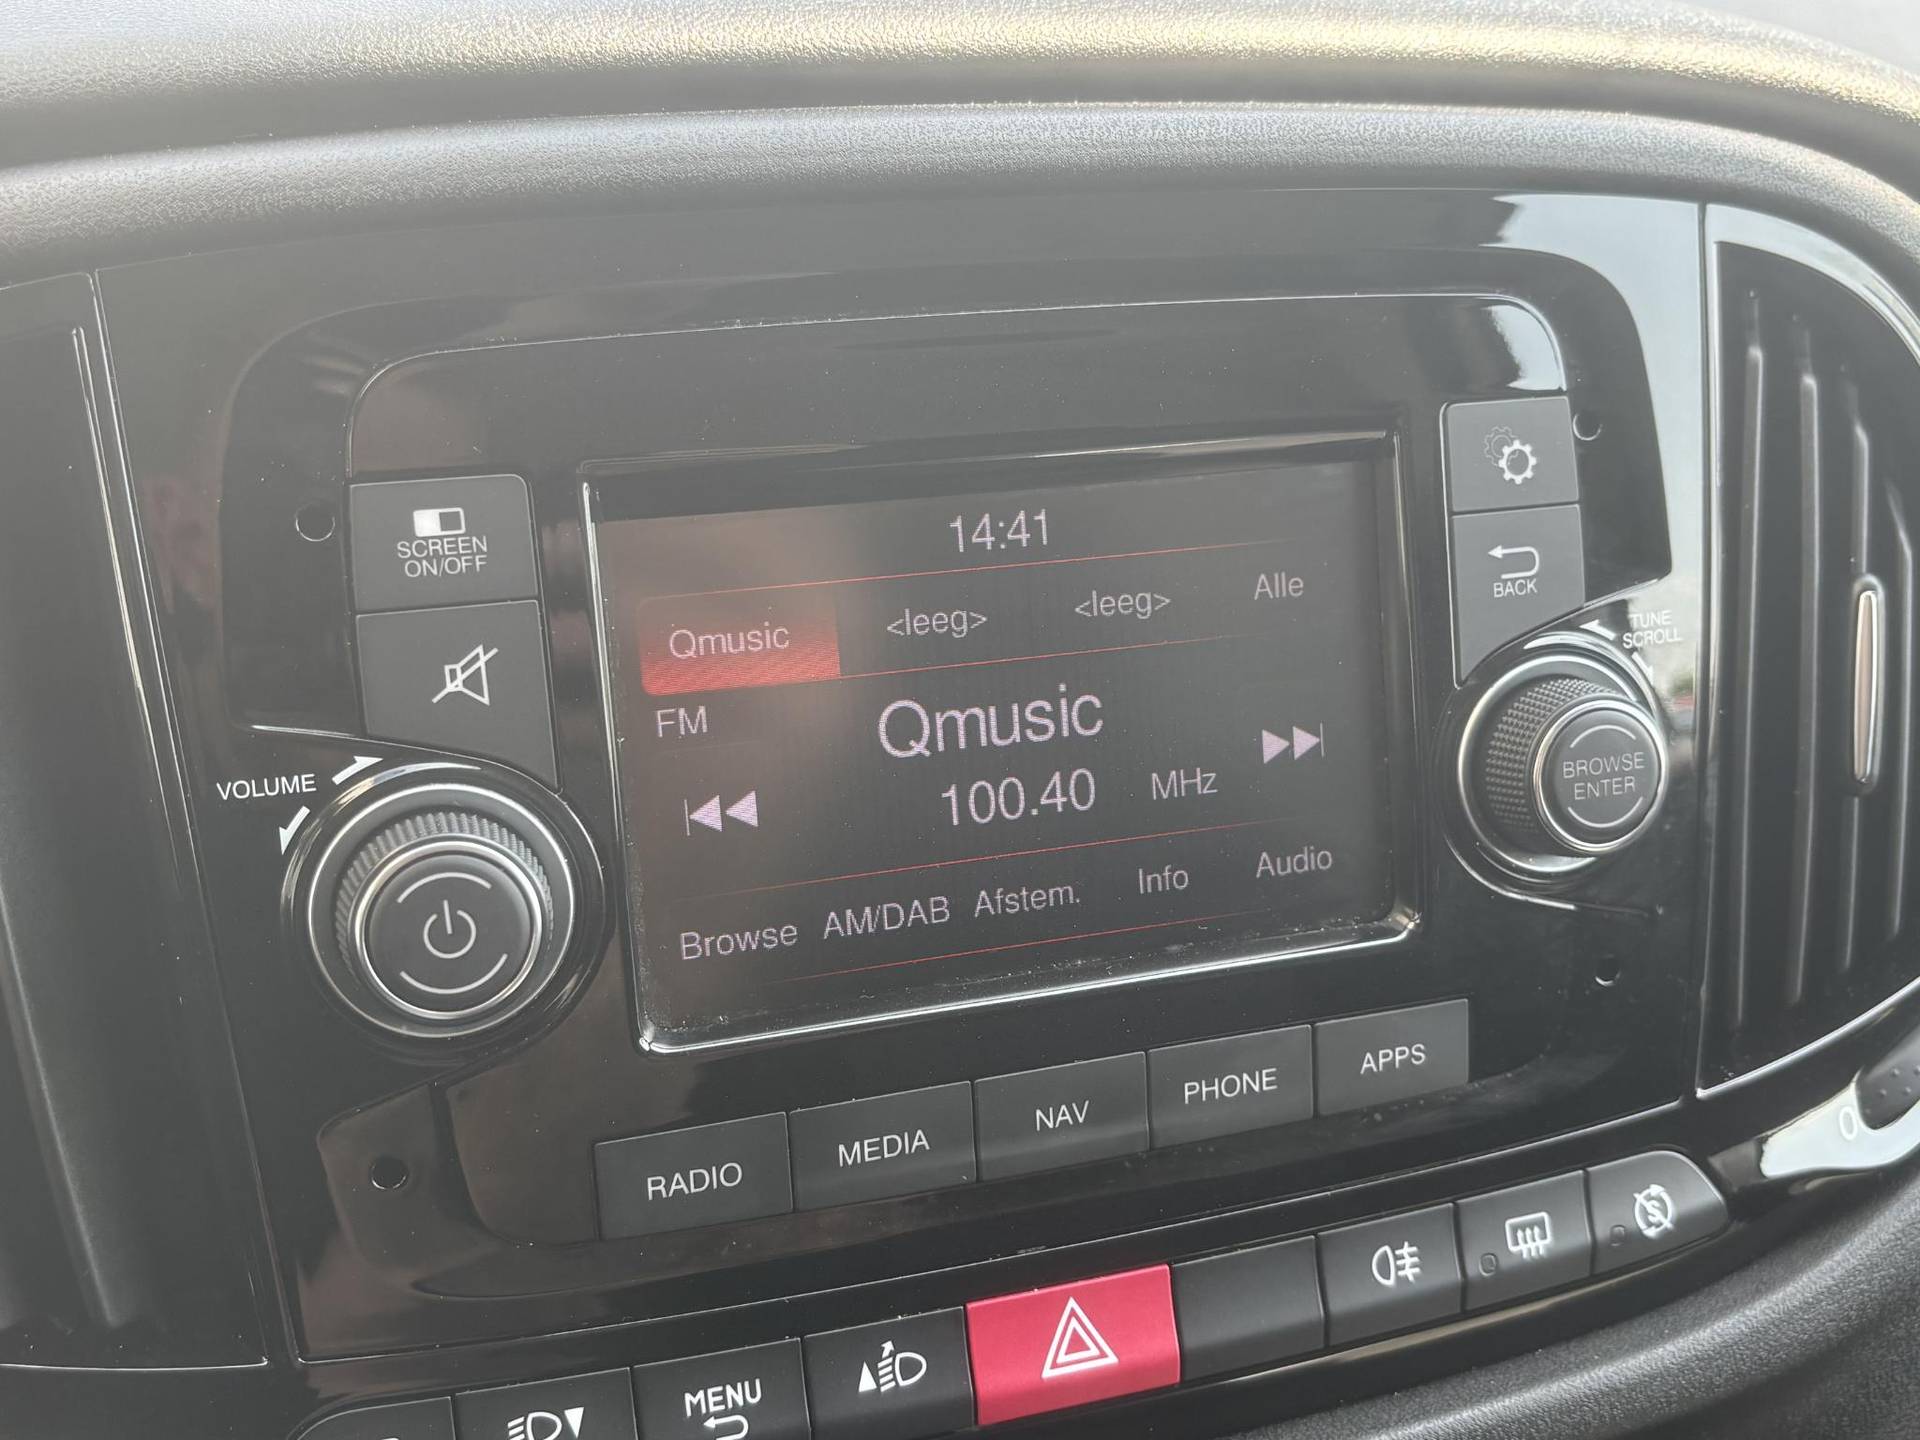 14:41
Qmusic <leeg> <leeg> Alle
FM
Qmusic
100.40 MHz
Browse AM/DAB Afstem. Info Audio
SCREEN
ON/OFF
VOLUME
BACK
TUNE
SCROLL
BROWSE
ENTER
RADIO MEDIA NAV PHONE APPS
MENU
0